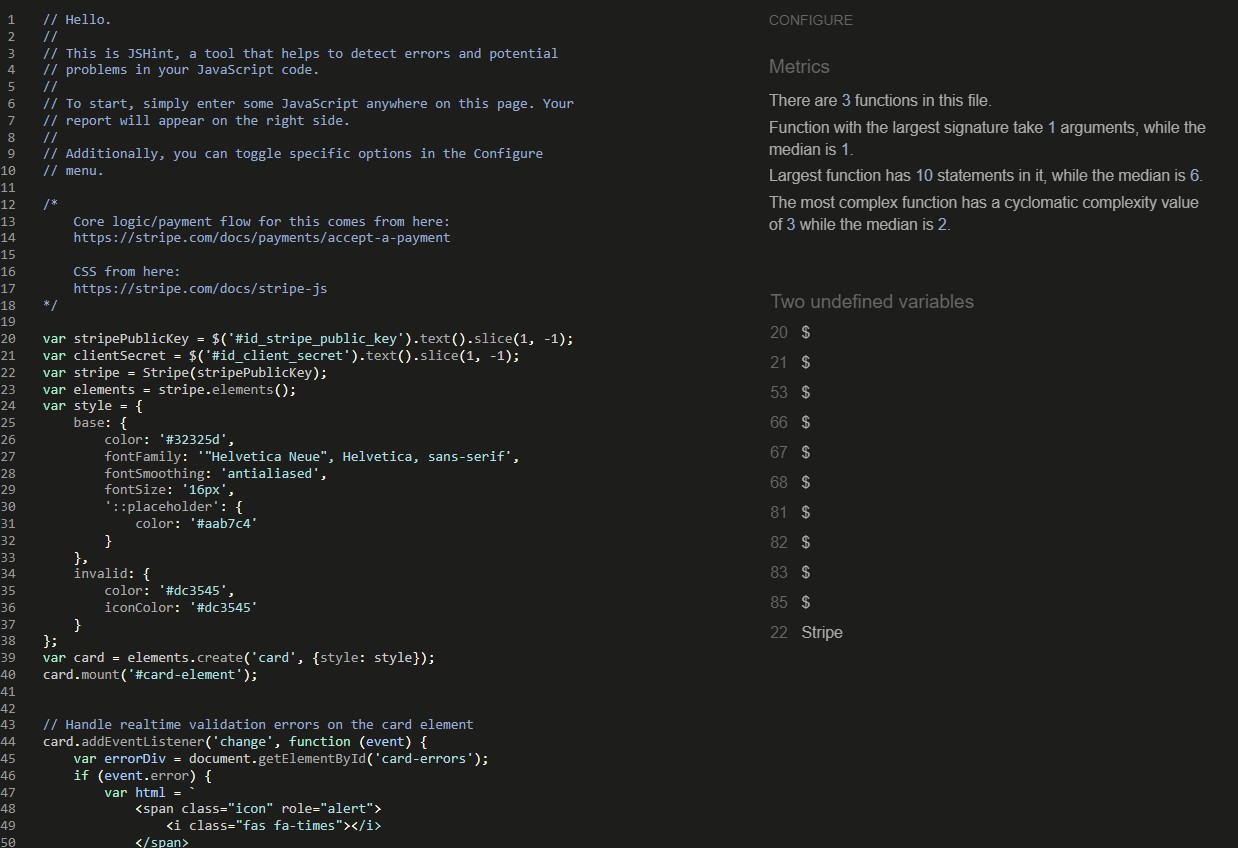 1 // Hello.
2 //
3 // This is JSHint, a tool that helps to detect errors and potential
4 // problems in your JavaScript code.
5 //
6 // To start, simply enter some JavaScript anywhere on this page. Your
7 // report will appear on the right side.
8 //
9 // Additionally, you can toggle specific options in the Configure
10 // menu.
11
12 /*
13     Core logic/payment flow for this comes from here:
14     https://stripe.com/docs/payments/accept-a-payment
15
16     CSS from here:
17     https://stripe.com/docs/stripe-js
18 */
19
20 var stripePublicKey = $('#id_stripe_public_key').text().slice(1, -1);
21 var clientSecret = $('#id_client_secret').text().slice(1, -1);
22 var stripe = Stripe(stripePublicKey);
23 var elements = stripe.elements();
24 var style = {
25     base: {
26         color: '#32325d',
27         fontFamily: '"Helvetica Neue", Helvetica, sans-serif',
28         fontSmoothing: 'antialiased',
29         fontSize: '16px',
30         '::placeholder': {
31             color: '#aab7c4'
32         }
33     },
34     invalid: {
35         color: '#dc3545',
36         iconColor: '#dc3545'
37     }
38 };
39 var card = elements.create('card', {style: style});
40 card.mount('#card-element');
41
42
43 // Handle realtime validation errors on the card element
44 card.addEventListener('change', function (event) {
45     var errorDiv = document.getElementById('card-errors');
46     if (event.error) {
47         var html = `
48             <span class="icon" role="alert">
49                 <i class="fas fa-times"></i>
50             </span>
CONFIGURE
Metrics
There are 3 functions in this file.
Function with the largest signature take 1 arguments, while the
median is 1.
Largest function has 10 statements in it, while the median is 6.
The most complex function has a cyclomatic complexity value
of 3 while the median is 2.
Two undefined variables
20 $
21 $
53 $
66 $
67 $
68 $
81 $
82 $
83 $
85 $
22 Stripe